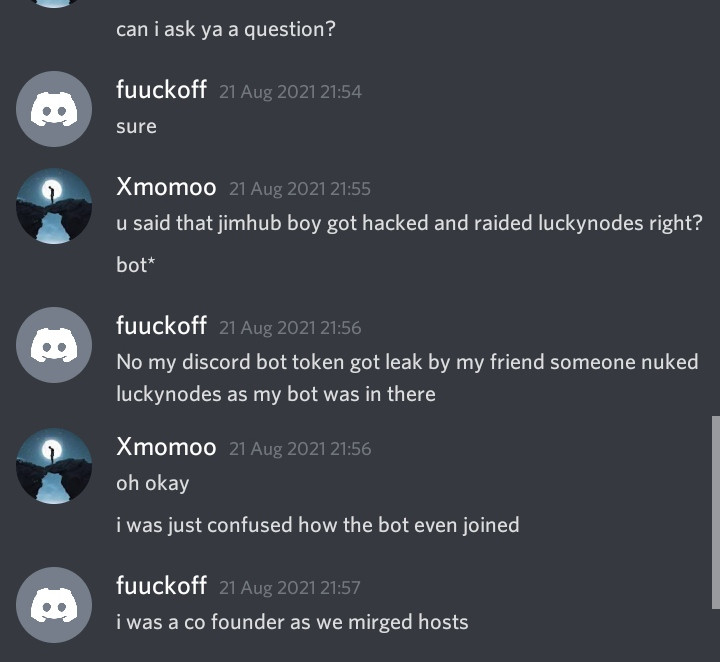 can i ask ya a question?
fuuckoff 21 Aug 2021 21:54
sure
Xmomoo 21 Aug 2021 21:55
u said that jimhub boy got hacked and raided luckynodes right?
bot*
fuuckoff 21 Aug 2021 21:56
No my discord bot token got leak by my friend someone nuked
luckynodes as my bot was in there
Xmomoo 21 Aug 2021 21:56
oh okay
i was just confused how the bot even joined
fuuckoff 21 Aug 2021 21:57
i was a co founder as we mirged hosts